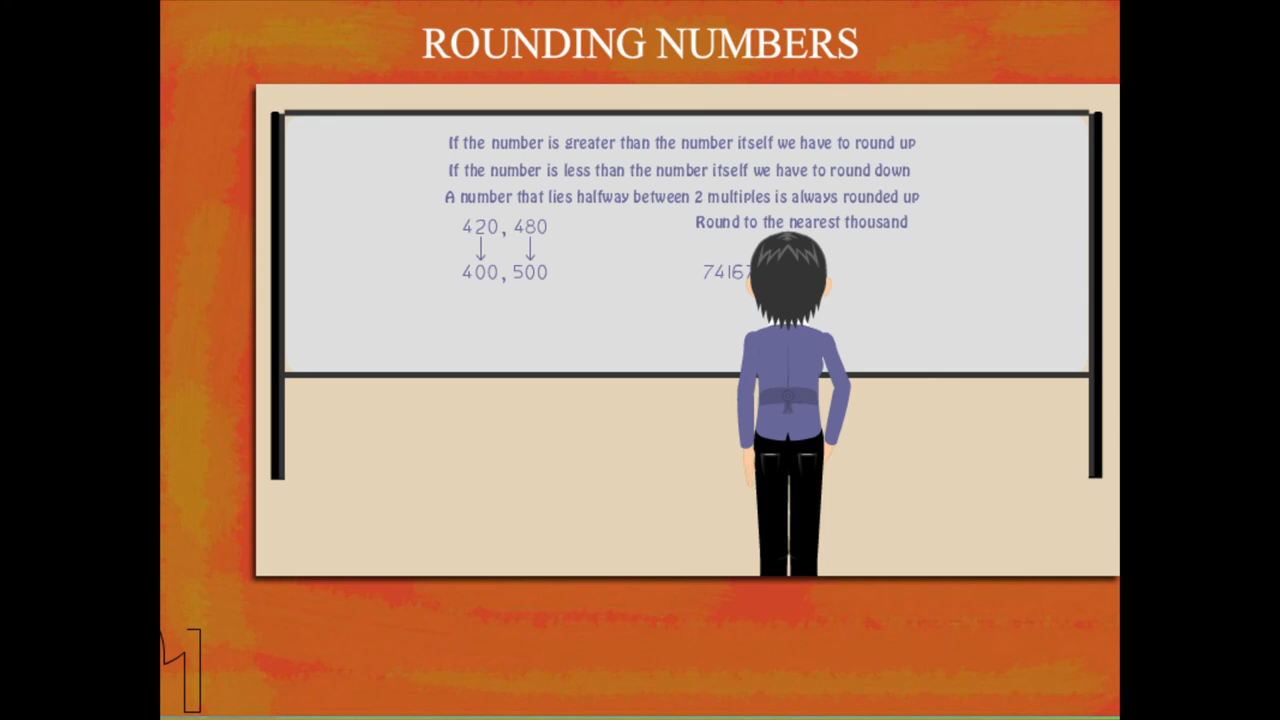 ROUNDING NUMBERS
If the number is greater than the number itself we have to round up
If the number is less than the number itself we have to round down
A number that lies halfway between 2 multiples is always rounded up
420, 480
Round to the nearest thousand
400, 500
74167